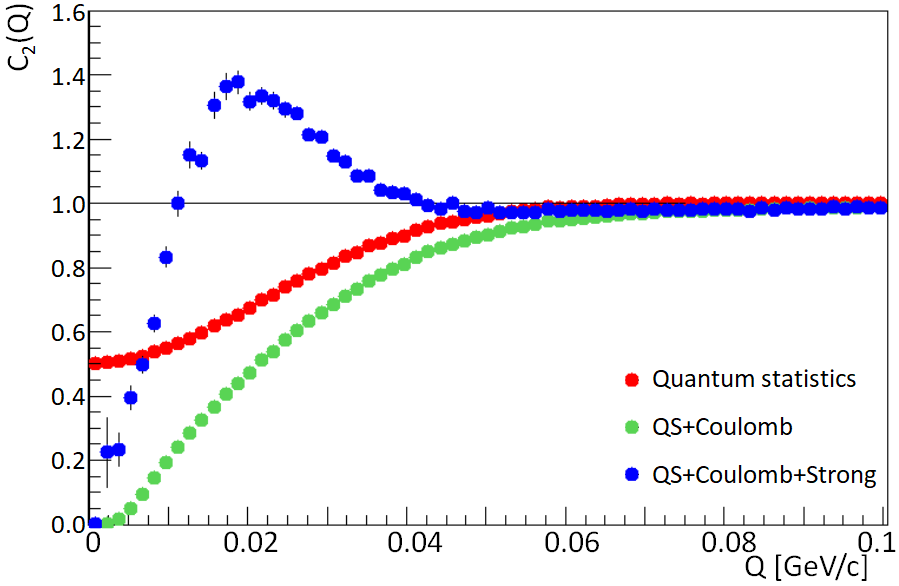 C₂(Q)
1.6
1.4
1.2
1.0
0.8
0.6
0.4
0.2
0.0
Quantum statistics
QS+Coulomb
QS+Coulomb+Strong
0 0.02 0.04 0.06 0.08 0.1
Q [GeV/c]